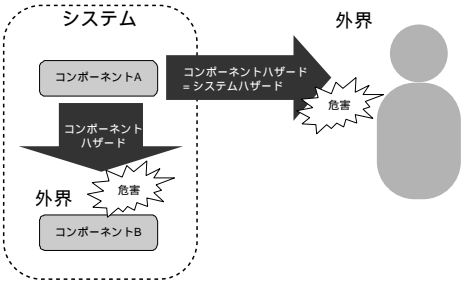 システム
外界
コンポーネントA
コンポーネントハザード
=システムハザード
危害
コンポーネント
ハザード
危害
外界
コンポーネントB